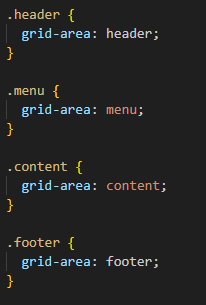 .header {
  grid-area: header;
}

.menu {
  grid-area: menu;
}

.content {
  grid-area: content;
}

.footer {
  grid-area: footer;
}